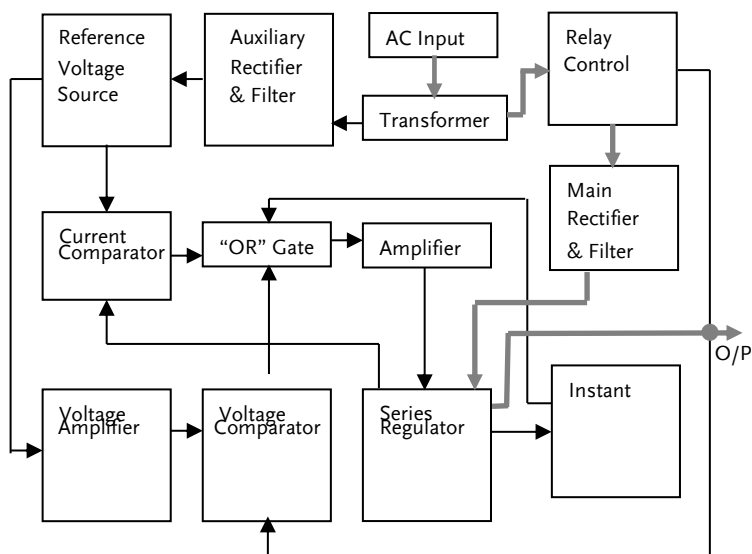 Reference
Voltage
Source
Auxiliary
Rectifier
& Filter
AC Input
Transformer
Relay
Control
Main
Rectifier
& Filter
Current
Comparator
“OR” Gate
Amplifier
O/P
Voltage
Amplifier
Voltage
Comparator
Series
Regulator
Instant